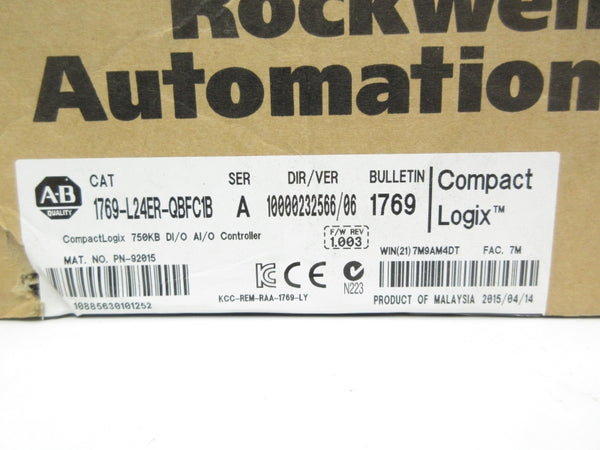 Rockwell
Automation
A-B
QUALITY
CAT SER DIR/VER BULLETIN
1769-L24ER-QBFC1B A 10000232566/06 1769
Compact
Logix™
CompactLogix 750KB DI/O AI/O Controller
F/W REV
1.003
MAT. NO. PN-92015
WIN(21)7M9AM4DT FAC. 7M
10885630101252
N223
KCC-REM-RAA-1769-LY
PRODUCT OF MALAYSIA 2015/04/14